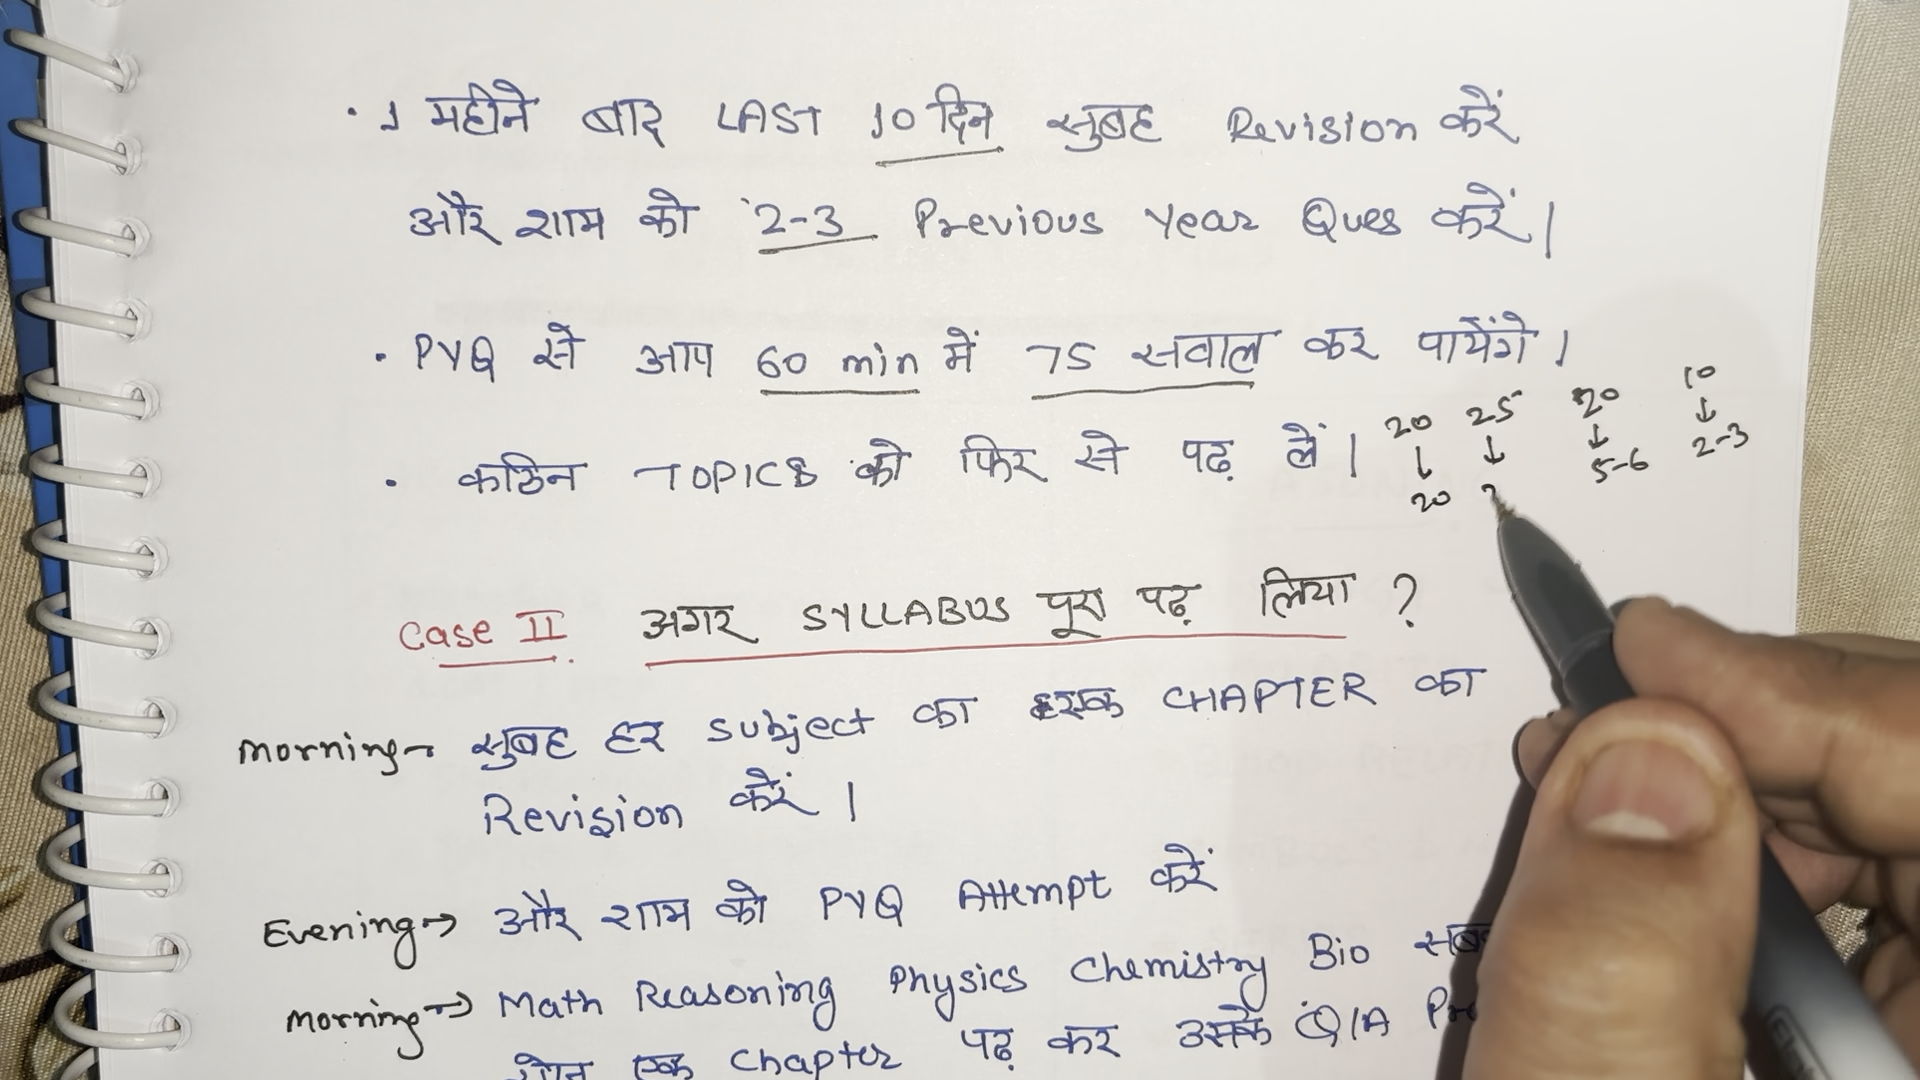 · 1 महीने बाद LAST 10 दिन सुबह Revision करें
और शाम को 2-3 Previous Year Ques करें।
· PYQ से आप 60 min में 75 सवाल कर पायेंगे।
· कठिन TOPICS को फिर से पढ़ लें।
20 25 20 10
↓ ↓ ↓ ↓
20 5-6 2-3
Case II अगर SYLLABUS पूरा पढ़ लिया ?
Morning→ सुबह हर subject का CHAPTER का
Revision करें।
Evening→ और शाम को PYQ Attempt करें
Morning→ Math Reasoning Physics Chemistry Bio
एक Chapter पढ़ कर उसके Q/A